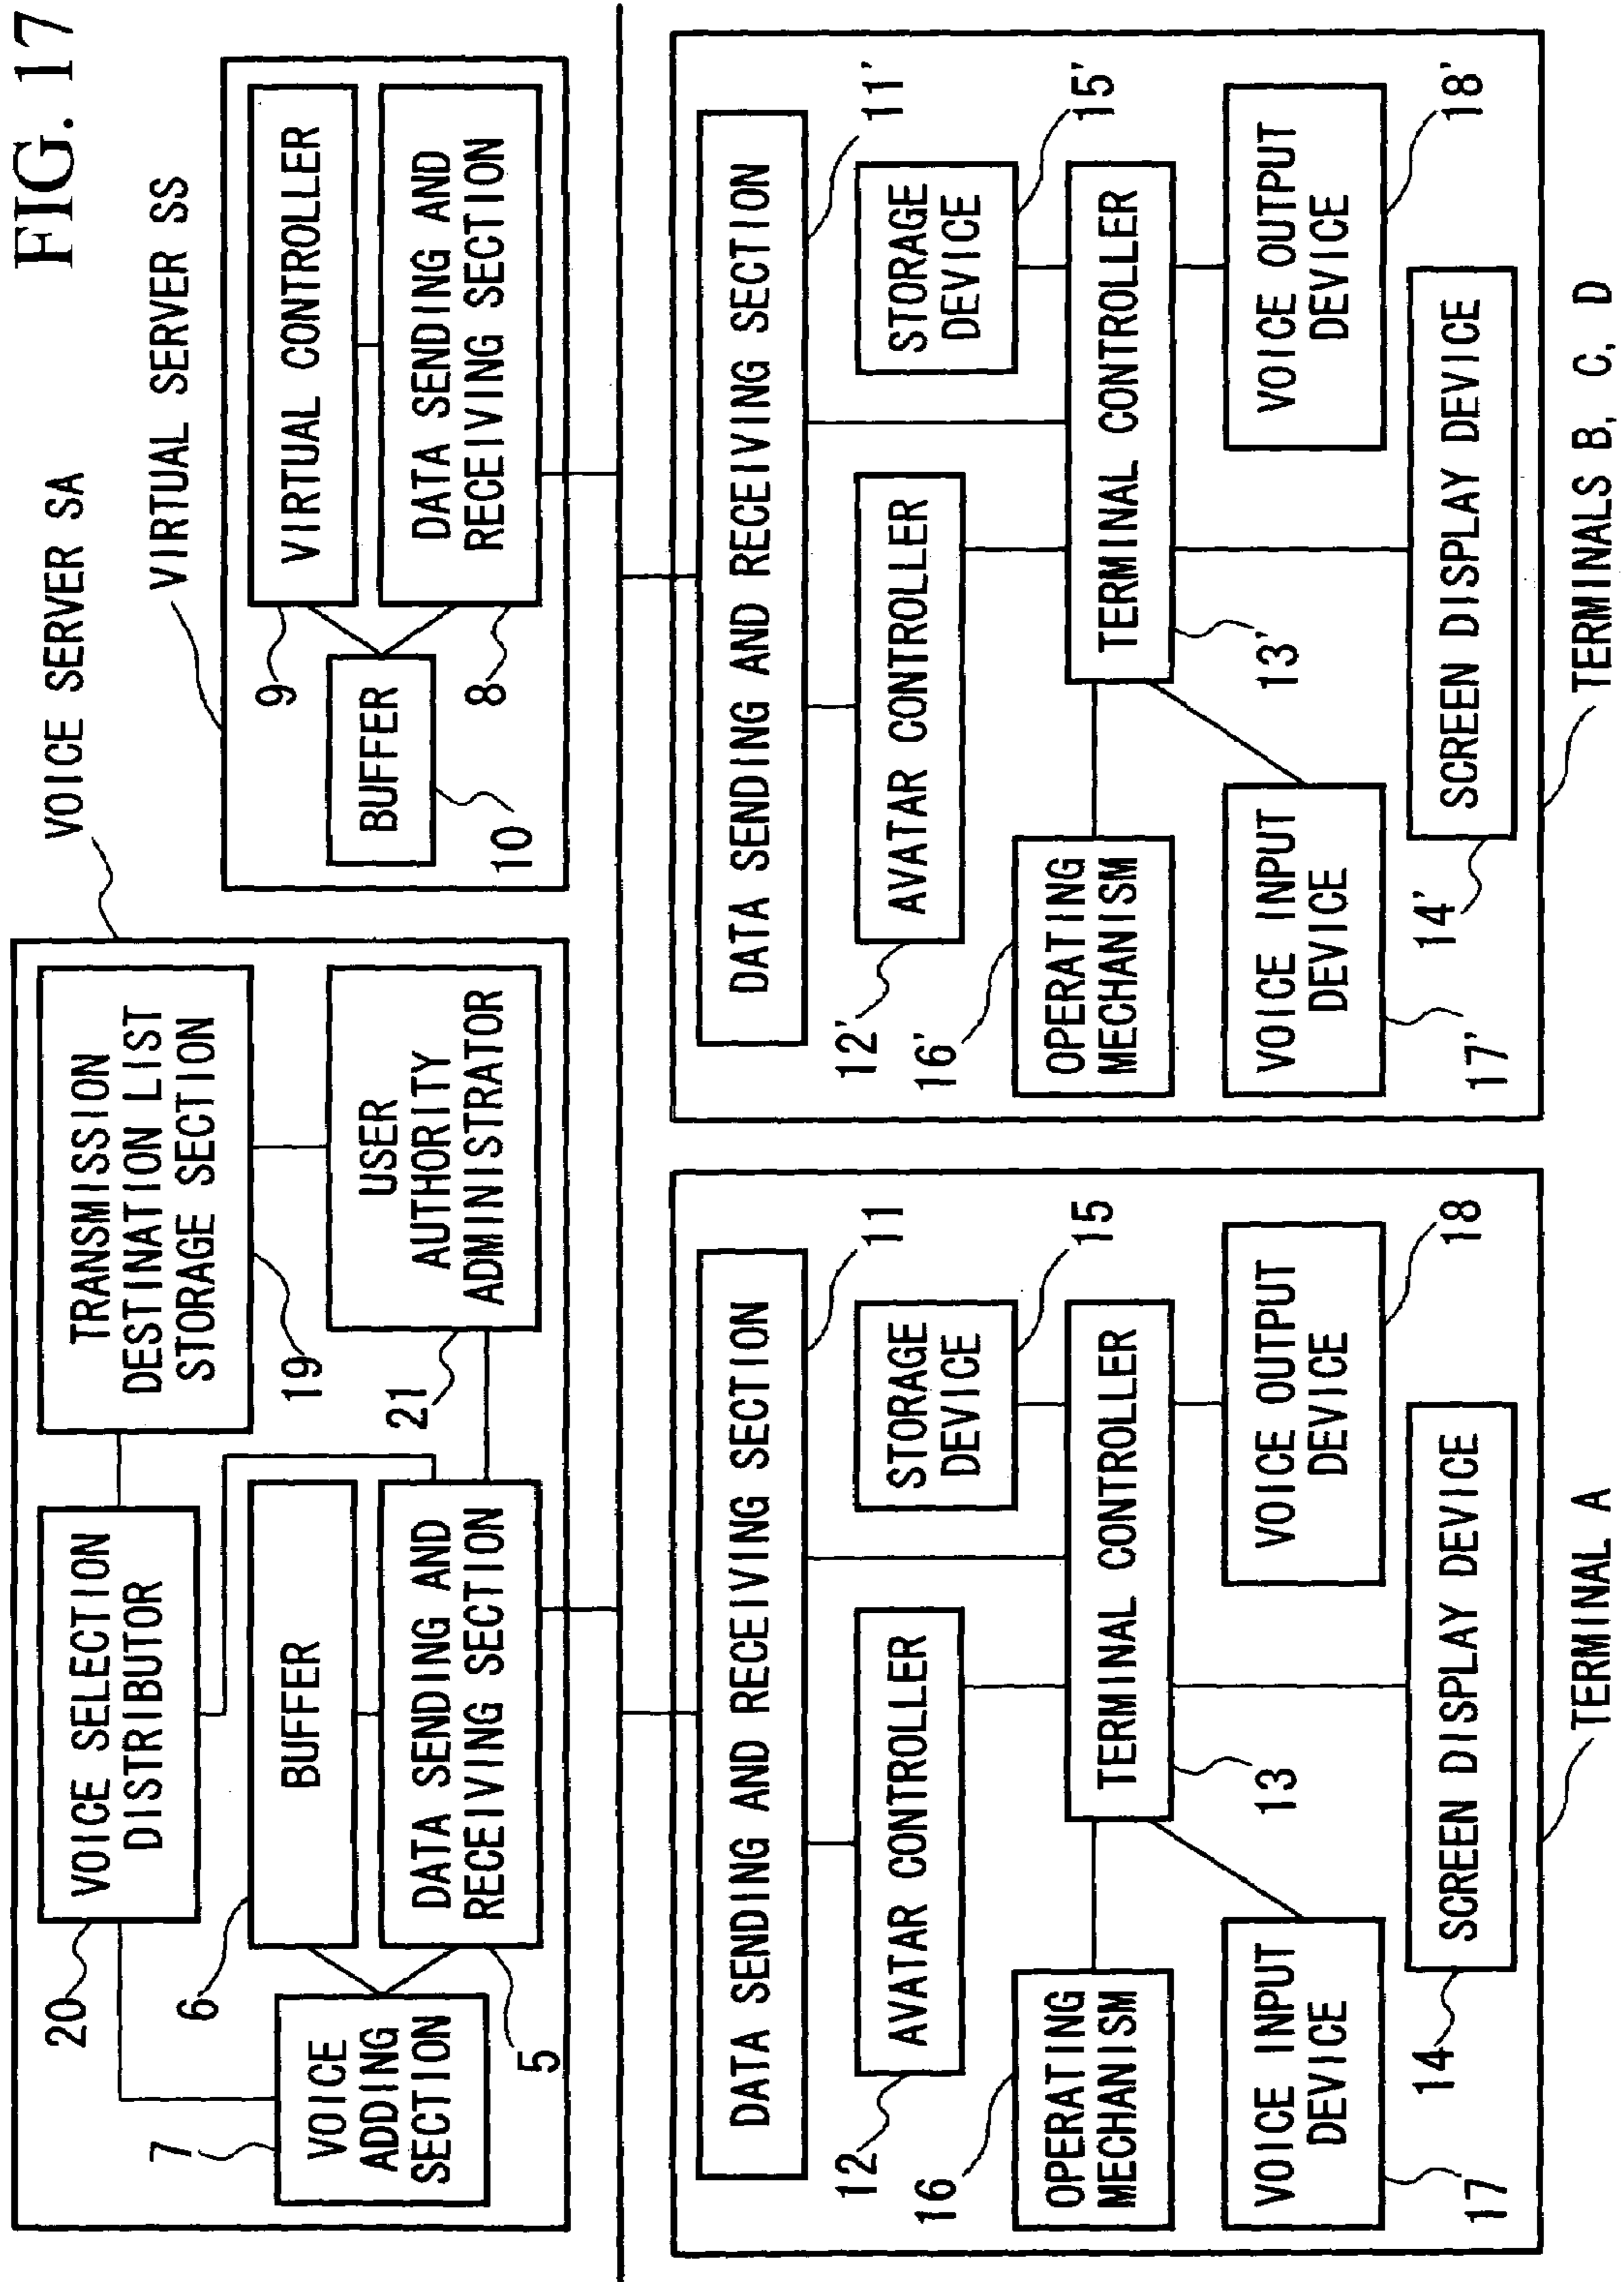 FIG. 17
VOICE SERVER SA
VOICE SELECTION
DISTRIBUTOR
20
TRANSMISSION
DESTINATION LIST
STORAGE SECTION
19
BUFFER
6
VOICE
ADDING
SECTION
7
DATA SENDING AND
RECEIVING SECTION
5
USER
AUTHORITY
ADMINISTRATOR
21
VIRTUAL SERVER SS
VIRTUAL CONTROLLER
9
BUFFER
10
DATA SENDING AND
RECEIVING SECTION
8
DATA SENDING AND RECEIVING SECTION
11
AVATAR CONTROLLER
12
STORAGE
DEVICE
15
OPERATING
MECHANISM
16
TERMINAL CONTROLLER
13
VOICE INPUT
DEVICE
17
VOICE OUTPUT
DEVICE
18
SCREEN DISPLAY DEVICE
14
TERMINAL A
DATA SENDING AND RECEIVING SECTION
11'
AVATAR CONTROLLER
12'
STORAGE
DEVICE
15'
OPERATING
MECHANISM
16'
TERMINAL CONTROLLER
13'
VOICE INPUT
DEVICE
17'
VOICE OUTPUT
DEVICE
18'
SCREEN DISPLAY DEVICE
14'
TERMINALS B, C, D